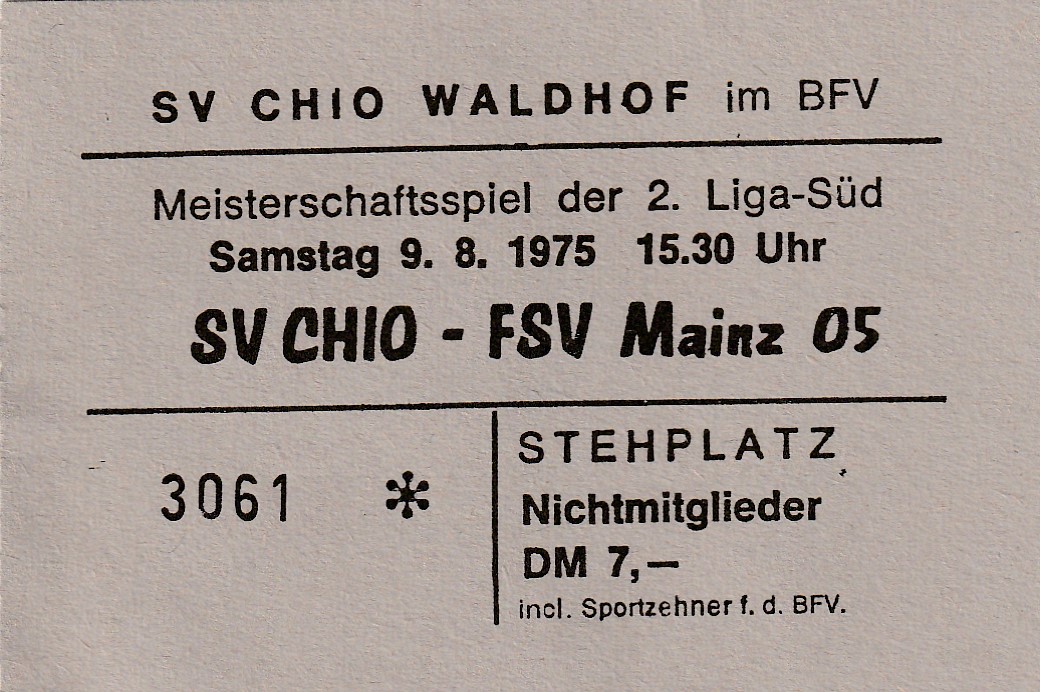 SV CHIO WALDHOF im BFV
Meisterschaftsspiel der 2. Liga-Süd
Samstag 9. 8. 1975 15.30 Uhr
SV CHIO - FSV Mainz 05
3061 *
STEHPLATZ
Nichtmitglieder
DM 7,—
incl. Sportzehner f. d. BFV.